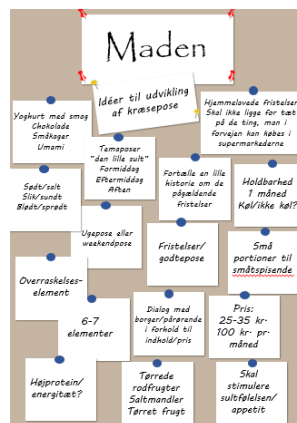 Maden
Idéer til udvikling
af kræsepose
Yoghurt med smag
Chokolade
Småkager
Umami
Hjemmelavede fristelser
Skal ikke ligge for tæt
på de ting, man i
forvejen kan købes i
supermarkederne
Temaposer
"den lille sult"
Formiddag
Eftermiddag
Aften
Fortælle en lille
historie om de
pågældende
fristelser
Sødt/salt
Slik/sundt
Blødt/sprødt
Holdbarhed
1 måned
Køl/ikke køl?
Ugepose eller
weekendpose
Fristelser/
godtepose
Små
portioner til
småtspisende
Overraskelses-
element
6-7
elementer
Dialog med
borger/pårørende
i forhold til
indhold/pris
Pris:
25-35 kr.
100 kr. pr.
måned
Højprotein/
energitæt?
Tørrede
rodfrugter
Saltmandler
Tørret frugt
Skal
stimulere
sultfølelsen/
appetit